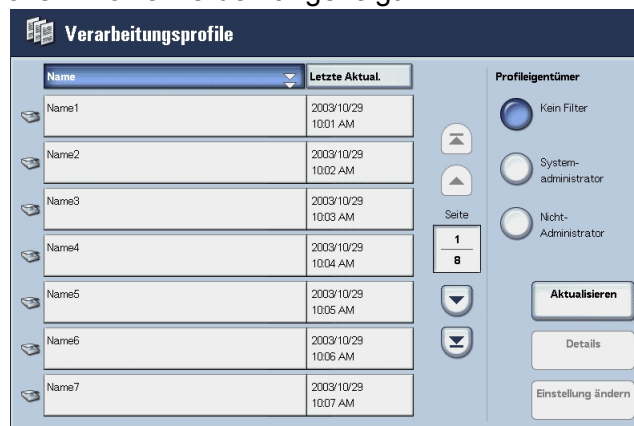 Verarbeitungsprofile
Name
Letzte Aktual.
Name1
2003/10/29
10:01 AM
Name2
2003/10/29
10:02 AM
Name3
2003/10/29
10:03 AM
Name4
2003/10/29
10:04 AM
Name5
2003/10/29
10:05 AM
Name6
2003/10/29
10:06 AM
Name7
2003/10/29
10:07 AM
Seite
1
8
Profileigentümer
Kein Filter
System-
administrator
Nicht-
Administrator
Aktualisieren
Details
Einstellung ändern